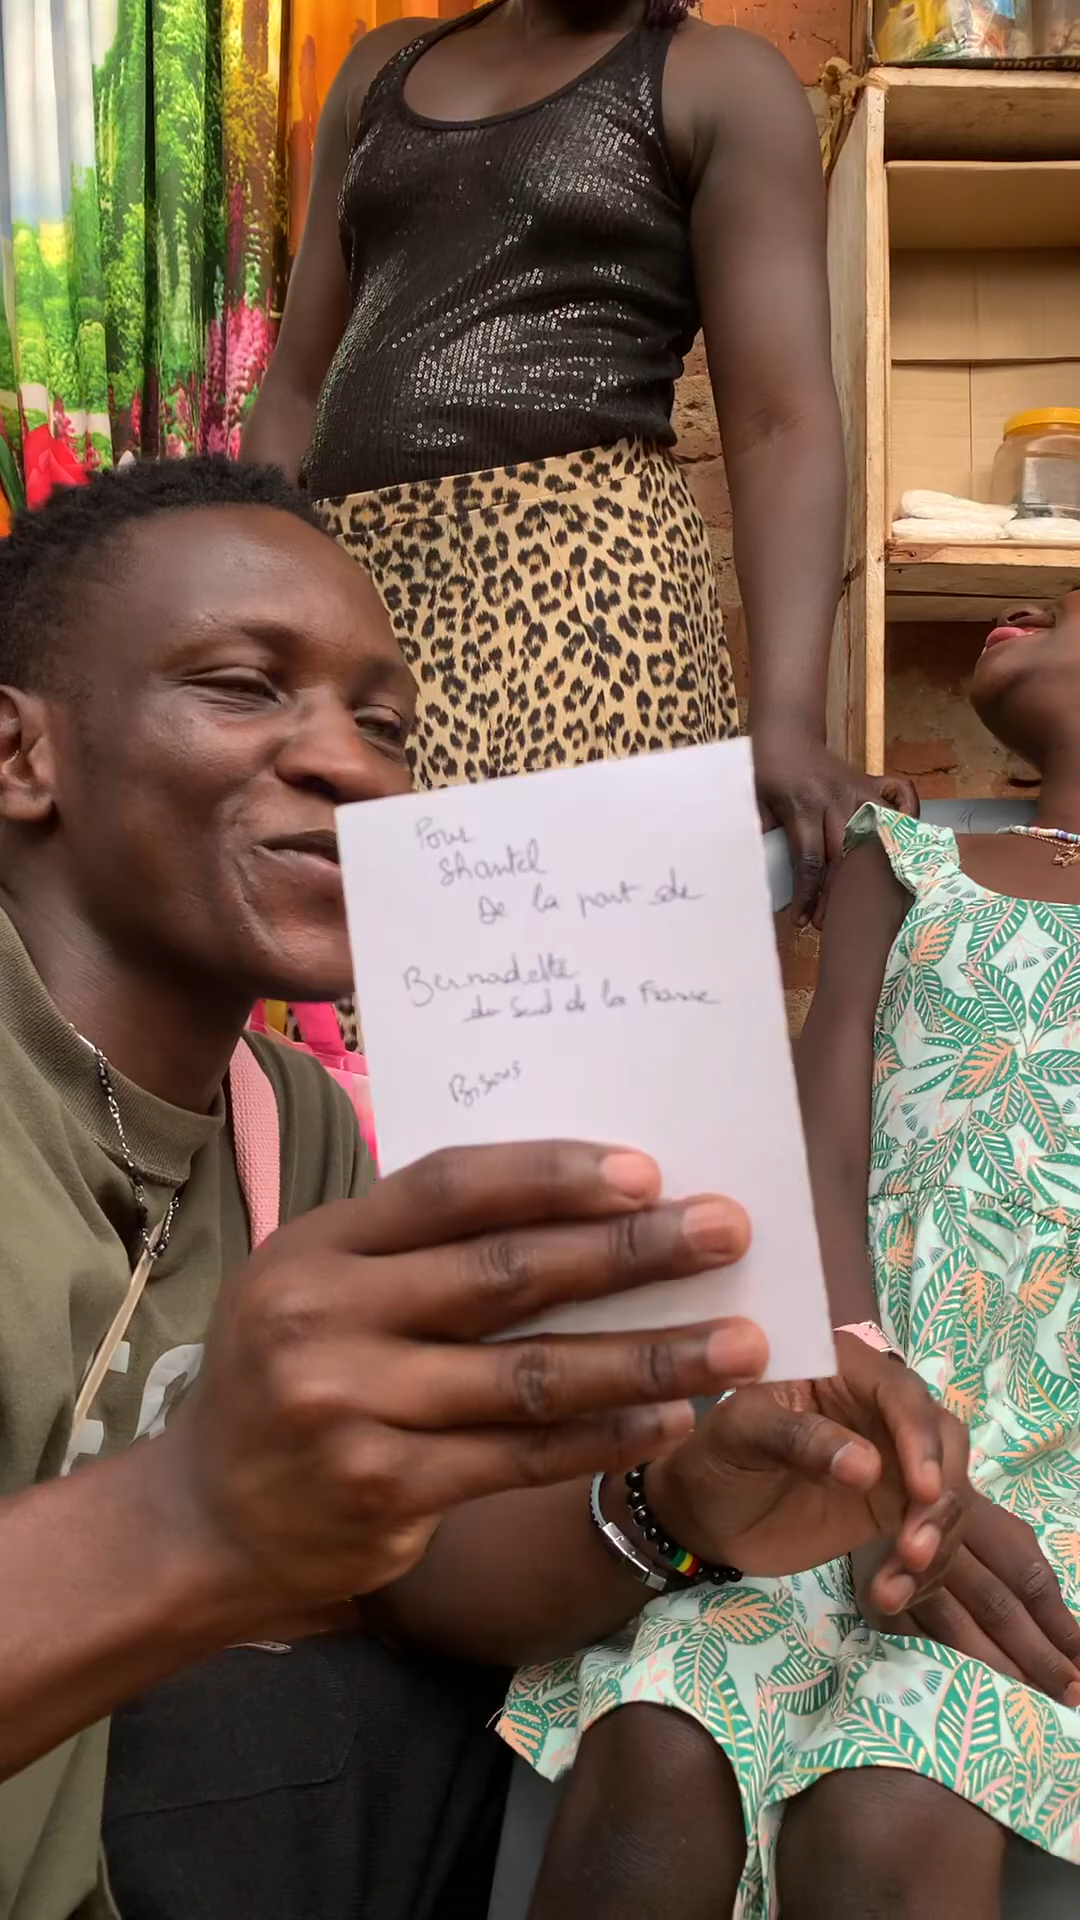 Pour
Shantel
De la part de
Bernadette
du Sud de la France
Bisous